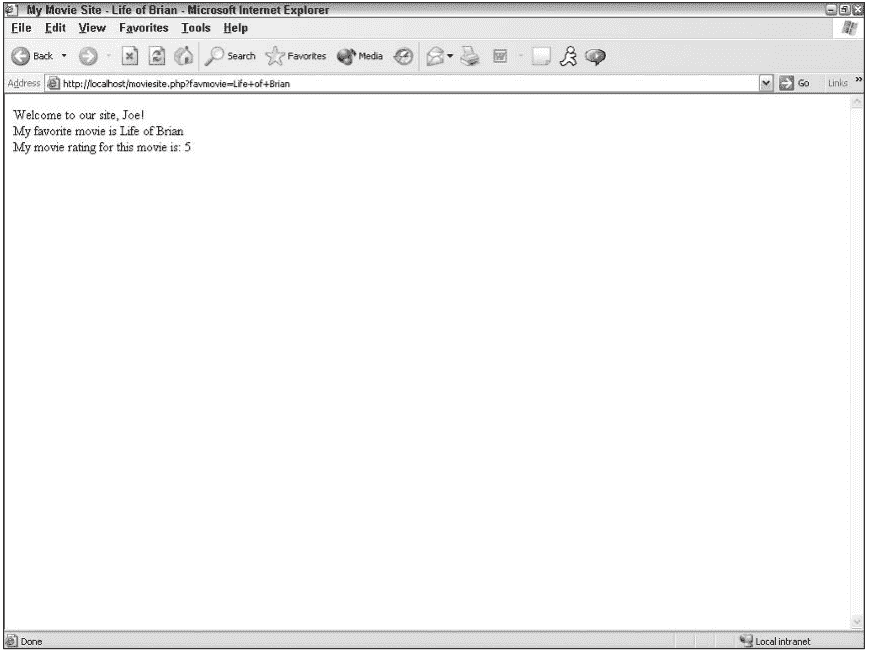 My Movie Site - Life of Brian - Microsoft Internet Explorer
File Edit View Favorites Tools Help
Back Search Favorites Media
Address http://localhost/moviesite.php?favmovie=Life+of+Brian Go Links »
Welcome to our site, Joe!
My favorite movie is Life of Brian
My movie rating for this movie is: 5
Done Local intranet